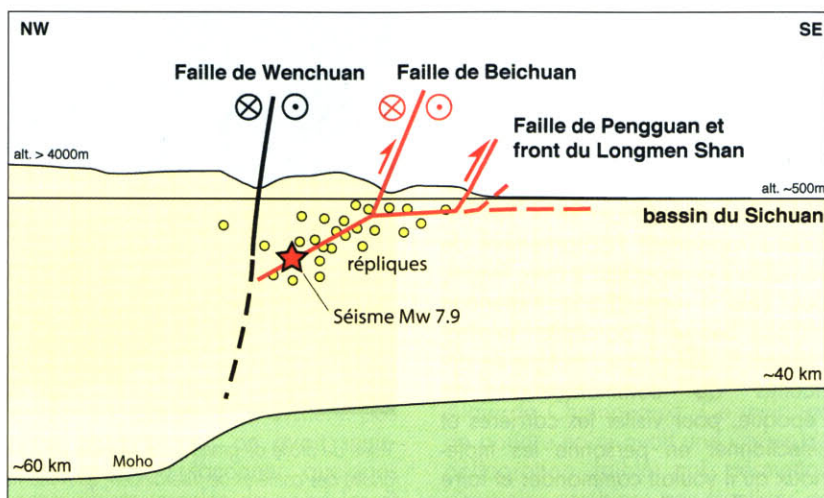 NW
SE
Faille de Wenchuan
Faille de Beichuan
Faille de Pengguan et
front du Longmen Shan
alt. > 4000m
alt. ~500m
bassin du Sichuan
répliques
Séisme Mw 7.9
~40 km
~60 km
Moho